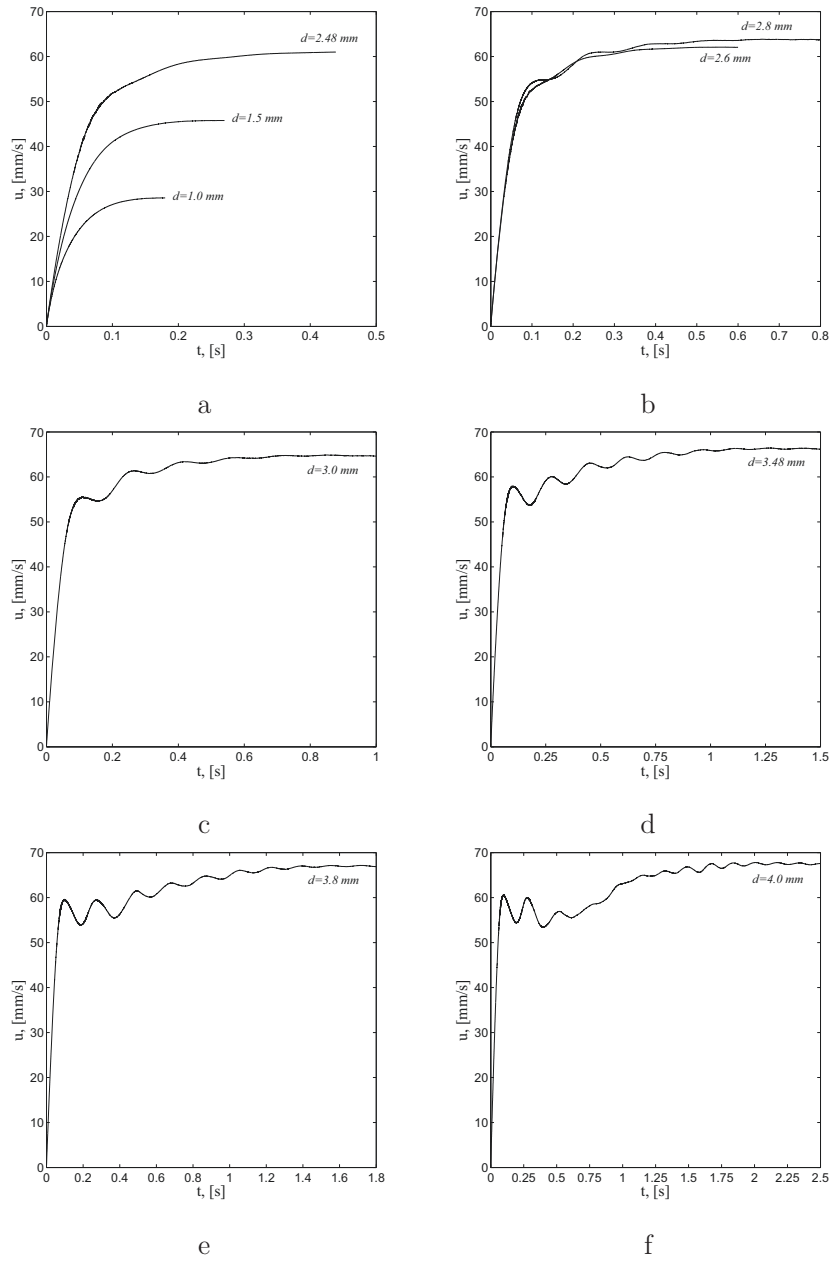 70
60
50
40
30
20
10
0
u, [mm/s]
d=2.48 mm
d=1.5 mm
d=1.0 mm
0 0.1 0.2 0.3 0.4 0.5
t, [s]
a
70
60
50
40
30
20
10
0
u, [mm/s]
d=2.8 mm
d=2.6 mm
0 0.1 0.2 0.3 0.4 0.5 0.6 0.7 0.8
t, [s]
b
70
60
50
40
30
20
10
0
u, [mm/s]
d=3.0 mm
0 0.2 0.4 0.6 0.8 1
t, [s]
c
70
60
50
40
30
20
10
0
u, [mm/s]
d=3.48 mm
0 0.25 0.5 0.75 1 1.25 1.5
t, [s]
d
70
60
50
40
30
20
10
0
u, [mm/s]
d=3.8 mm
0 0.2 0.4 0.6 0.8 1 1.2 1.4 1.6 1.8
t, [s]
e
70
60
50
40
30
20
10
0
u, [mm/s]
d=4.0 mm
0 0.25 0.5 0.75 1 1.25 1.5 1.75 2 2.25 2.5
t, [s]
f